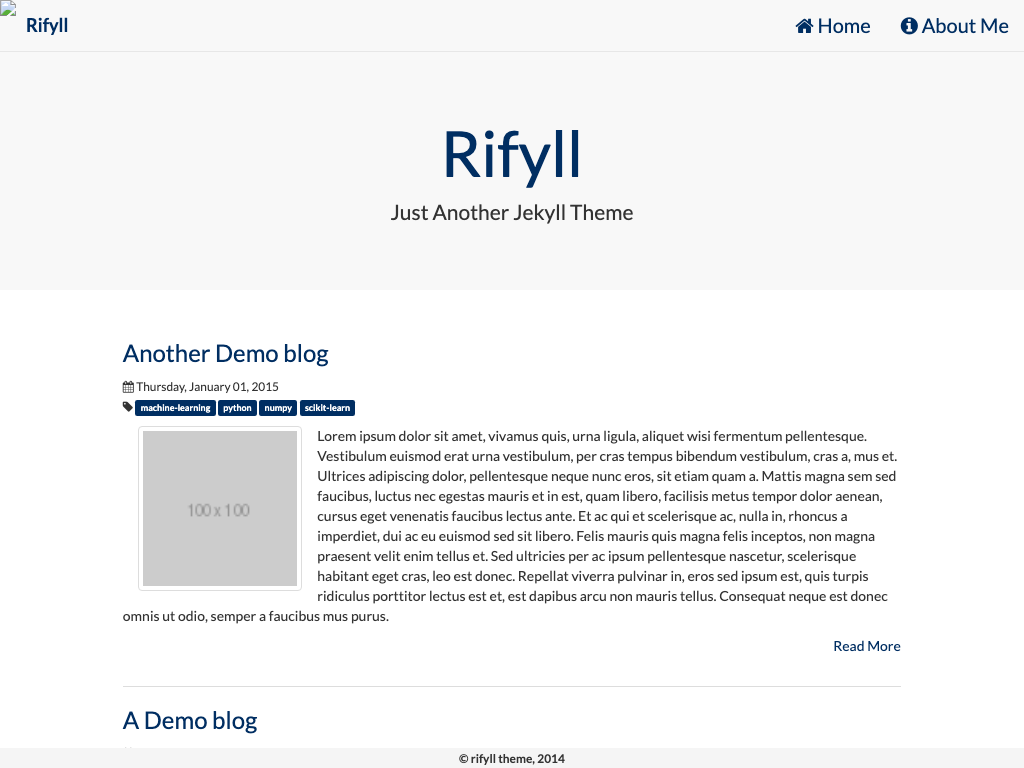 Rifyll
Home
About Me
Rifyll
Just Another Jekyll Theme
Another Demo blog
Thursday, January 01, 2015
machine-learning python numpy scikit-learn
100 x 100
Lorem ipsum dolor sit amet, vivamus quis, urna ligula, aliquet wisi fermentum pellentesque.
Vestibulum euismod erat urna vestibulum, per cras tempus bibendum vestibulum, cras a, mus et.
Ultrices adipiscing dolor, pellentesque neque nunc eros, sit etiam quam a. Mattis magna sem sed
faucibus, luctus nec egestas mauris et in est, quam libero, facilisis metus tempor dolor aenean,
cursus eget venenatis faucibus lectus ante. Et ac qui et scelerisque ac, nulla in, rhoncus a
imperdiet, dui ac eu euismod sed sit libero. Felis mauris quis magna felis inceptos, non magna
praesent velit enim tellus et. Sed ultricies per ac ipsum pellentesque nascetur, scelerisque
habitant eget cras, leo est donec. Repellat viverra pulvinar in, eros sed ipsum est, quis turpis
ridiculus porttitor lectus est et, est dapibus arcu non mauris tellus. Consequat neque est donec
omnis ut odio, semper a faucibus mus purus.
Read More
A Demo blog
© rifyll theme, 2014